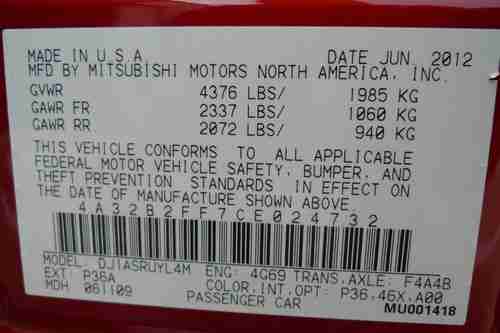 MADE IN U.S.A. DATE JUN. 2012
MFD BY MITSUBISHI MOTORS NORTH AMERICA, INC.
GVWR 4376 LBS/ 1985 KG
GAWR FR 2337 LBS/ 1060 KG
GAWR RR 2072 LBS/ 940 KG
THIS VEHICLE CONFORMS TO ALL APPLICABLE
FEDERAL MOTOR VEHICLE SAFETY, BUMPER, AND
THEFT PREVENTION STANDARDS IN EFFECT ON
THE DATE OF MANUFACTURE SHOWN ABOVE.
4A32B2FF7CE024732
MODEL: DJ1ASRUYL4M ENG: 4G69 TRANS.AXLE: F4A4B
EXT: P36A COLOR.INT.OPT: P36.46X.A00
MDH 061109 PASSENGER CAR
MU001418